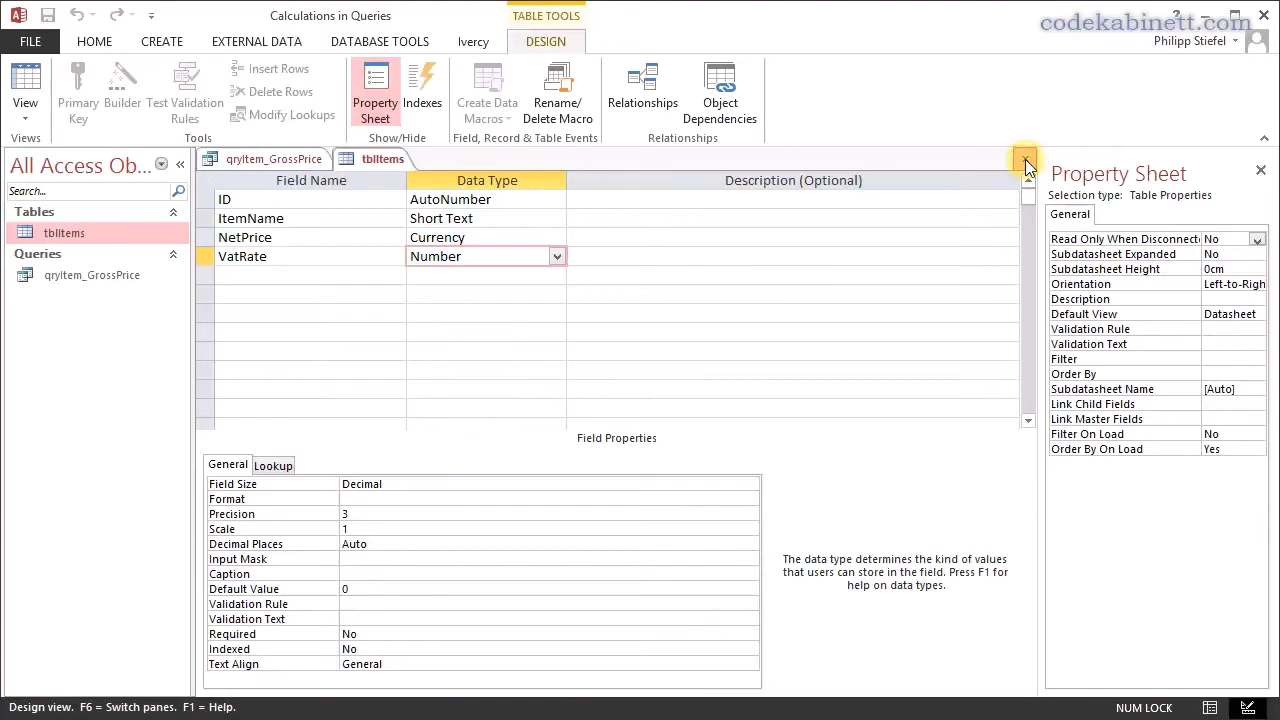 Calculations in Queries
TABLE TOOLS
codekabinett.com
FILE
HOME
CREATE
EXTERNAL DATA
DATABASE TOOLS
Ivercy
DESIGN
Philipp Stiefel
View
Primary Key
Builder
Test Validation Rules
Insert Rows
Delete Rows
Modify Lookups
Property Sheet
Indexes
Create Data Macros
Rename/ Delete Macro
Relationships
Object Dependencies
Views
Tools
Show/Hide
Field, Record & Table Events
Relationships
All Access Ob...
Search...
Tables
tblItems
Queries
qryItem_GrossPrice
qryItem_GrossPrice
tblItems
Field Name Data Type Description (Optional)
ID AutoNumber
ItemName Short Text
NetPrice Currency
VatRate Number
Field Properties
General Lookup
Field Size Decimal
Format
Precision 3
Scale 1
Decimal Places Auto
Input Mask
Caption
Default Value 0
Validation Rule
Validation Text
Required No
Indexed No
Text Align General
The data type determines the kind of values
that users can store in the field. Press F1 for
help on data types.
Property Sheet
Selection type: Table Properties
General
Read Only When Disconnecte No
Subdatasheet Expanded No
Subdatasheet Height 0cm
Orientation Left-to-Righ
Description
Default View Datasheet
Validation Rule
Validation Text
Filter
Order By
Subdatasheet Name [Auto]
Link Child Fields
Link Master Fields
Filter On Load No
Order By On Load Yes
Design view. F6 = Switch panes. F1 = Help.
NUM LOCK